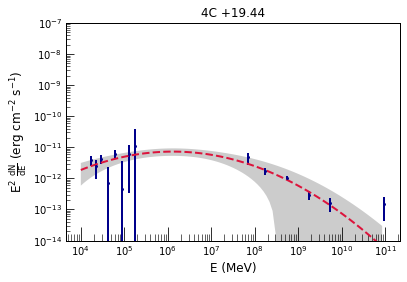 4C +19.44
10⁻⁷
10⁻⁸
10⁻⁹
10⁻¹⁰
10⁻¹¹
10⁻¹²
10⁻¹³
10⁻¹⁴
E² dN/dE (erg cm⁻² s⁻¹)
10⁴ 10⁵ 10⁶ 10⁷ 10⁸ 10⁹ 10¹⁰ 10¹¹
E (MeV)